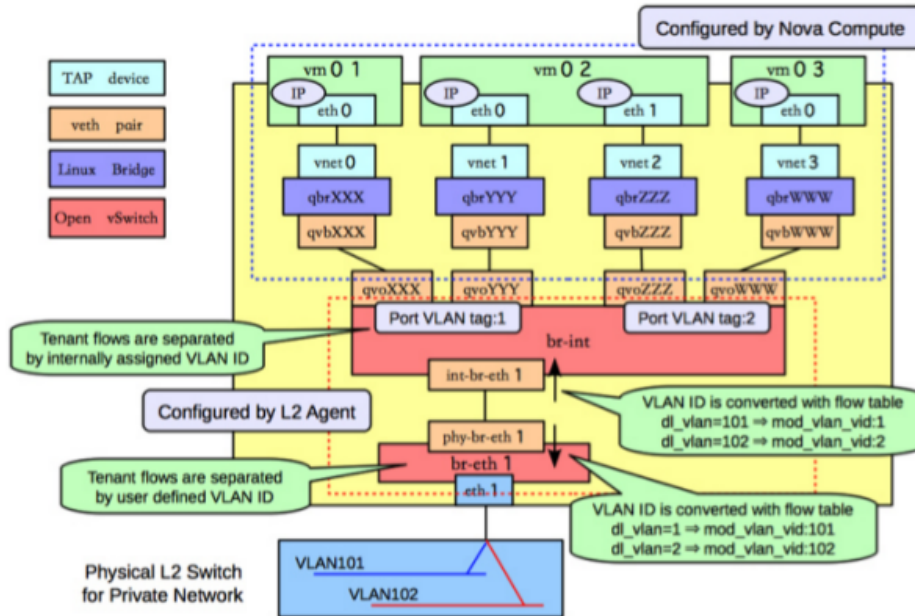 Configured by Nova Compute
TAP device
veth pair
Linux Bridge
Open vSwitch
vm 0 1
vm 0 2
vm 0 3
IP
IP
IP
IP
eth 0
eth 0
eth 1
eth 0
vnet 0
vnet 1
vnet 2
vnet 3
qbrXXX
qbrYYY
qbrZZZ
qbrWWW
qvbXXX
qvbYYY
qvbZZZ
qvbWWW
qvoXXX
qvoYYY
qvoZZZ
qvoWWW
Port VLAN tag:1
Port VLAN tag:2
br-int
Tenant flows are separated
by internally assigned VLAN ID
int-br-eth 1
Configured by L2 Agent
VLAN ID is converted with flow table
dl_vlan=101 ⇒ mod_vlan_vid:1
dl_vlan=102 ⇒ mod_vlan_vid:2
phy-br-eth 1
br-eth 1
Tenant flows are separated
by user defined VLAN ID
eth 1
VLAN ID is converted with flow table
dl_vlan=1 ⇒ mod_vlan_vid:101
dl_vlan=2 ⇒ mod_vlan_vid:102
Physical L2 Switch
for Private Network
VLAN101
VLAN102